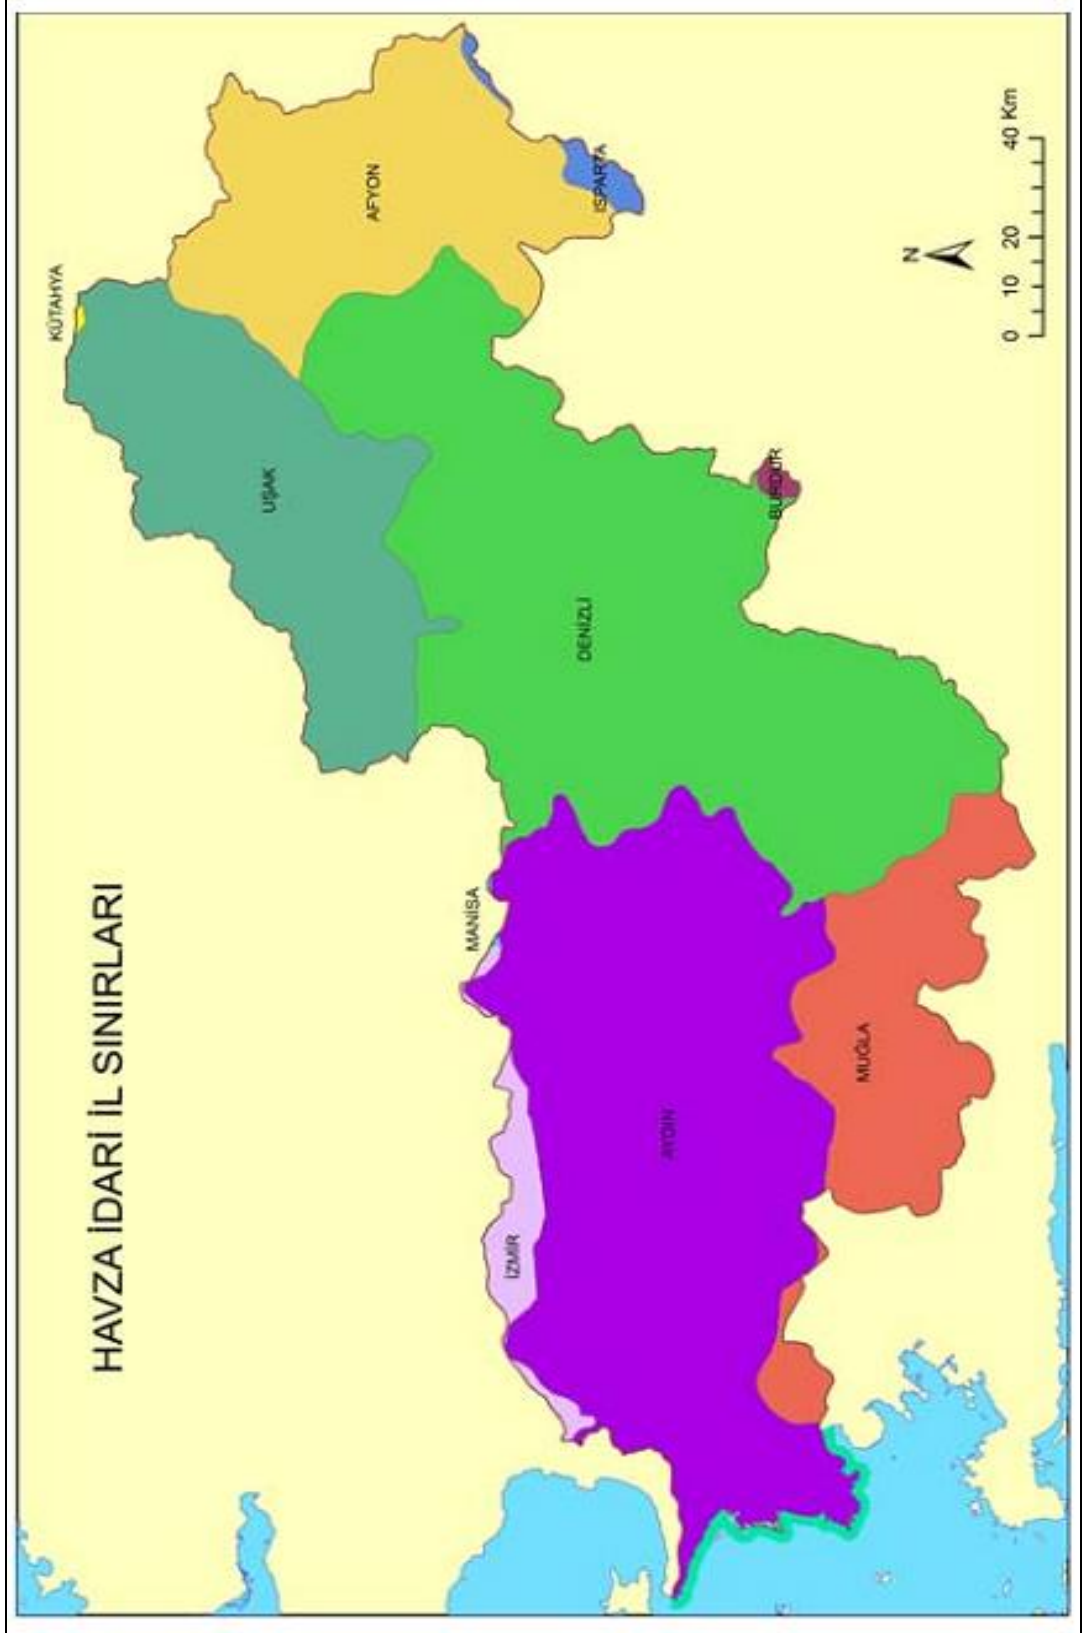 HAVZA İDARİ İL SINIRLARI
KÜTAHYA
UŞAK
AFYON
MANİSA
İZMİR
DENİZLİ
ISPARTA
AYDIN
BURDUR
MUĞLA
N
0 10 20 40 Km